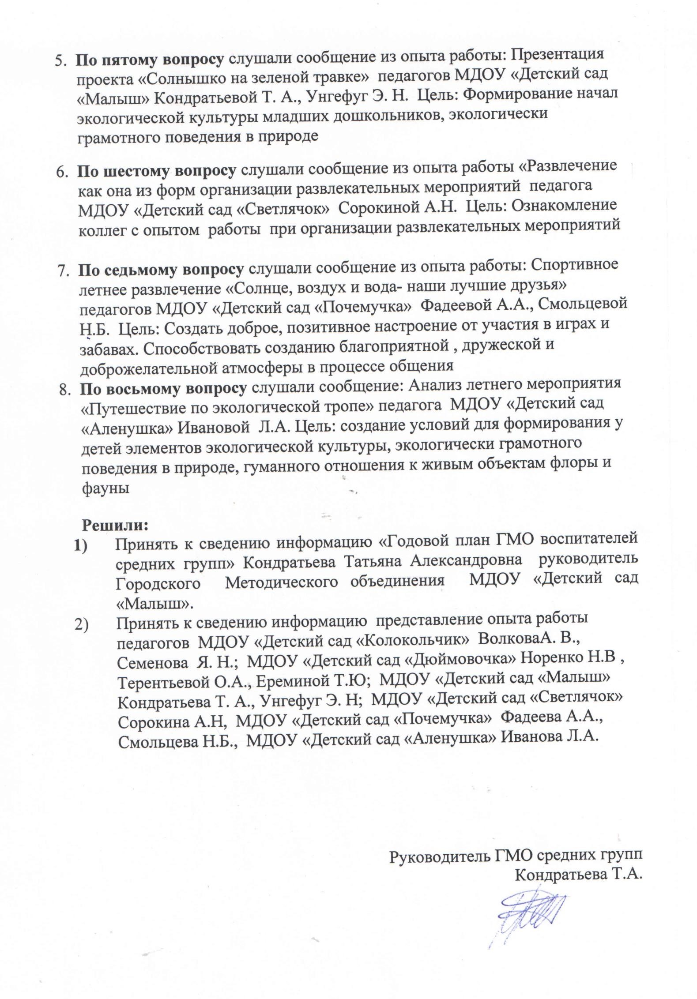 5. По пятому вопросу слушали сообщение из опыта работы: Презентация
проекта «Солнышко на зеленой травке» педагогов МДОУ «Детский сад
«Малыш» Кондратьевой Т. А., Унгефуг Э. Н. Цель: Формирование начал
экологической культуры младших дошкольников, экологически
грамотного поведения в природе
6. По шестому вопросу слушали сообщение из опыта работы «Развлечение
как она из форм организации развлекательных мероприятий педагога
МДОУ «Детский сад «Светлячок» Сорокиной А.Н. Цель: Ознакомление
коллег с опытом работы при организации развлекательных мероприятий
7. По седьмому вопросу слушали сообщение из опыта работы: Спортивное
летнее развлечение «Солнце, воздух и вода- наши лучшие друзья»
педагогов МДОУ «Детский сад «Почемучка» Фадеевой А.А., Смольцевой
Н.Б. Цель: Создать доброе, позитивное настроение от участия в играх и
забавах. Способствовать созданию благоприятной , дружеской и
доброжелательной атмосферы в процессе общения
8. По восьмому вопросу слушали сообщение: Анализ летнего мероприятия
«Путешествие по экологической тропе» педагога МДОУ «Детский сад
«Аленушка» Ивановой Л.А. Цель: создание условий для формирования у
детей элементов экологической культуры, экологически грамотного
поведения в природе, гуманного отношения к живым объектам флоры и
фауны
Решили:
1) Принять к сведению информацию «Годовой план ГМО воспитателей
средних групп» Кондратьева Татьяна Александровна руководитель
Городского Методического объединения МДОУ «Детский сад
«Малыш».
2) Принять к сведению информацию представление опыта работы
педагогов МДОУ «Детский сад «Колокольчик» ВолковаА. В.,
Семенова Я. Н.; МДОУ «Детский сад «Дюймовочка» Норенко Н.В ,
Терентьевой О.А., Ереминой Т.Ю; МДОУ «Детский сад «Малыш»
Кондратьева Т. А., Унгефуг Э. Н; МДОУ «Детский сад «Светлячок»
Сорокина А.Н, МДОУ «Детский сад «Почемучка» Фадеева А.А.,
Смольцева Н.Б., МДОУ «Детский сад «Аленушка» Иванова Л.А.
Руководитель ГМО средних групп
Кондратьева Т.А.